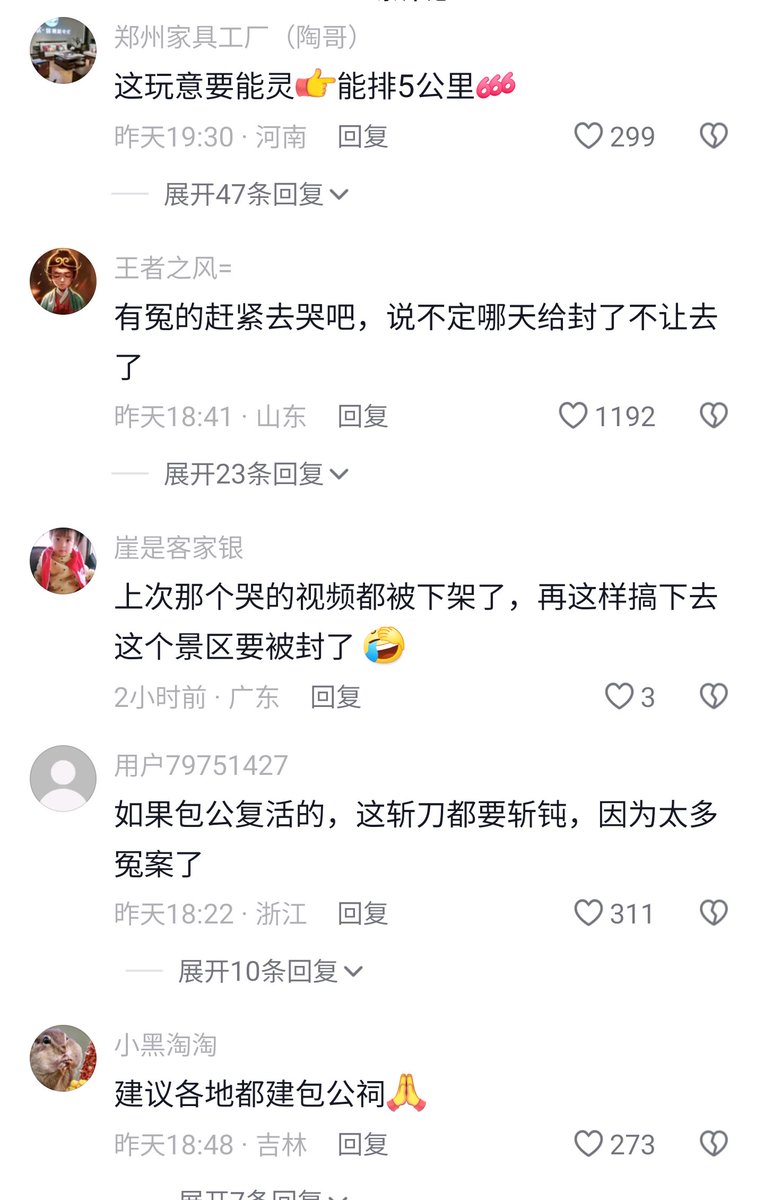 郑州家具工厂（陶哥）
这玩意要能灵👉能排5公里666
昨天19:30 · 河南 回复 299
展开47条回复
王者之风=
有冤的赶紧去哭吧，说不定哪天给封了不让去
了
昨天18:41 · 山东 回复 1192
展开23条回复
崖是客家银
上次那个哭的视频都被下架了，再这样搞下去
这个景区要被封了
2小时前 · 广东 回复 3
用户79751427
如果包公复活的，这斩刀都要斩钝，因为太多
冤案了
昨天18:22 · 浙江 回复 311
展开10条回复
小黑淘淘
建议各地都建包公祠🙏
昨天18:48 · 吉林 回复 273
展开7条回复